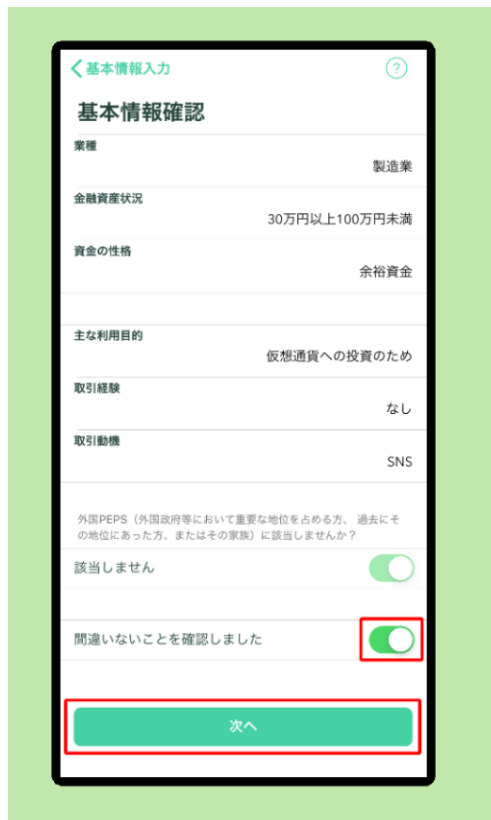 基本情報入力
?
基本情報確認
業種
製造業
金融資産状況
30万円以上100万円未満
資金の性格
余裕資金
主な利用目的
仮想通貨への投資のため
取引経験
なし
取引動機
SNS
外国PEPS（外国政府等において重要な地位を占める方、 過去にそ
の地位にあった方、またはその家族）に該当しませんか？
該当しません
間違いないことを確認しました
次へ